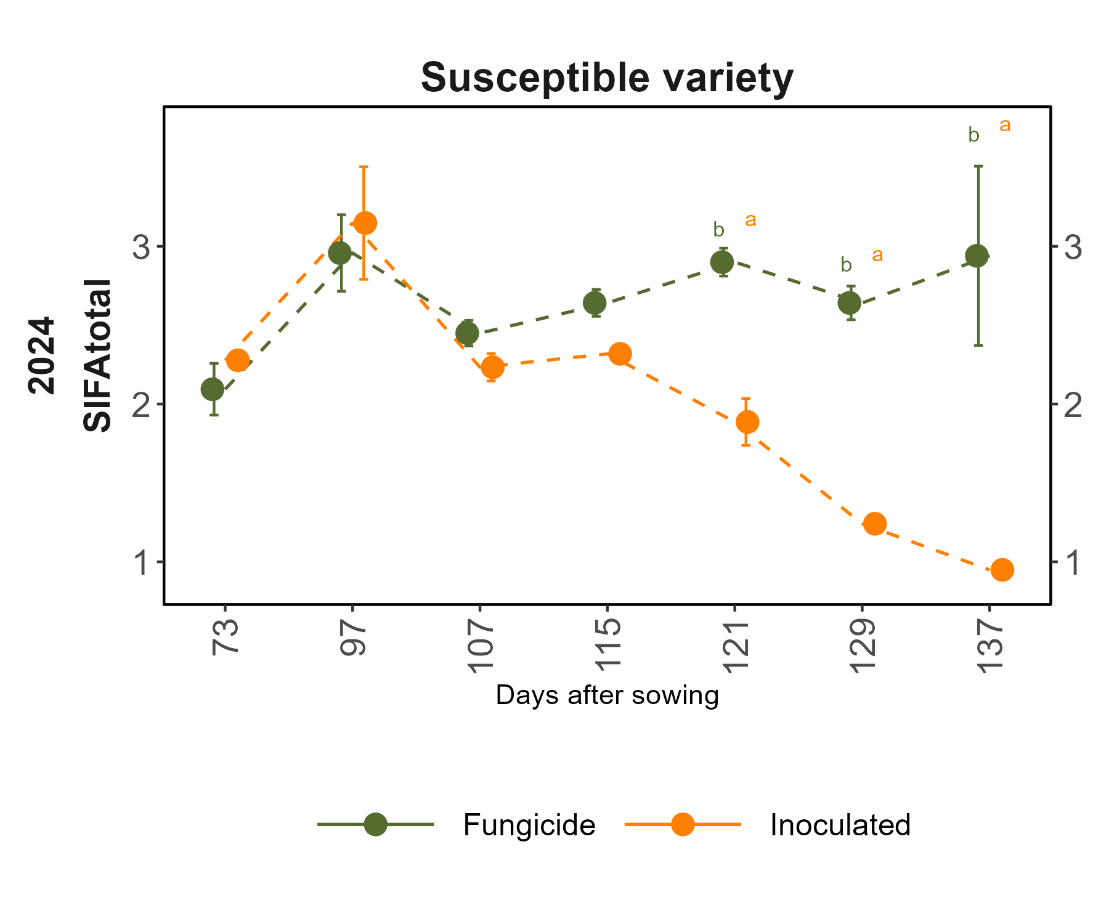 Susceptible variety
2024
SIFAtotal
3
2
1
3
2
1
b a
b a
b a
73 97 107 115 121 129 137
Days after sowing
Fungicide Inoculated